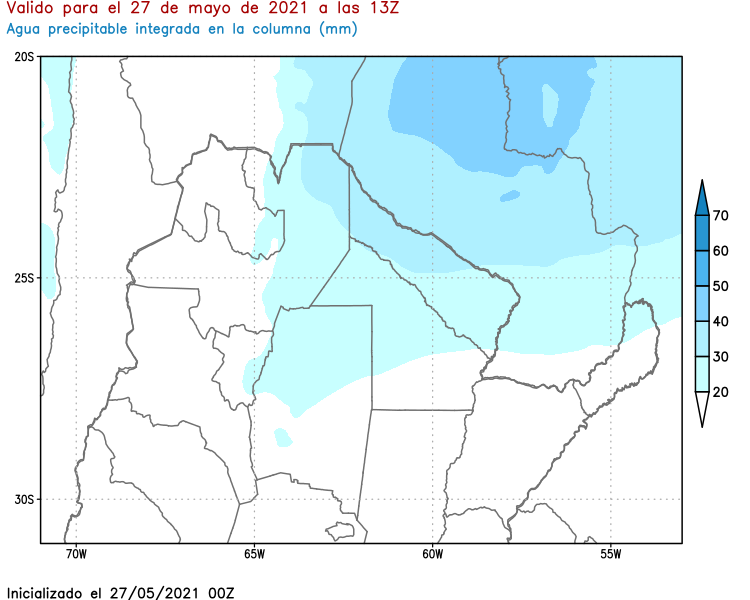 Valido para el 27 de mayo de 2021 a las 13Z
Agua precipitable integrada en la columna (mm)
20S
25S
30S
70W
65W
60W
55W
70
60
50
40
30
20
Inicializado el 27/05/2021 00Z